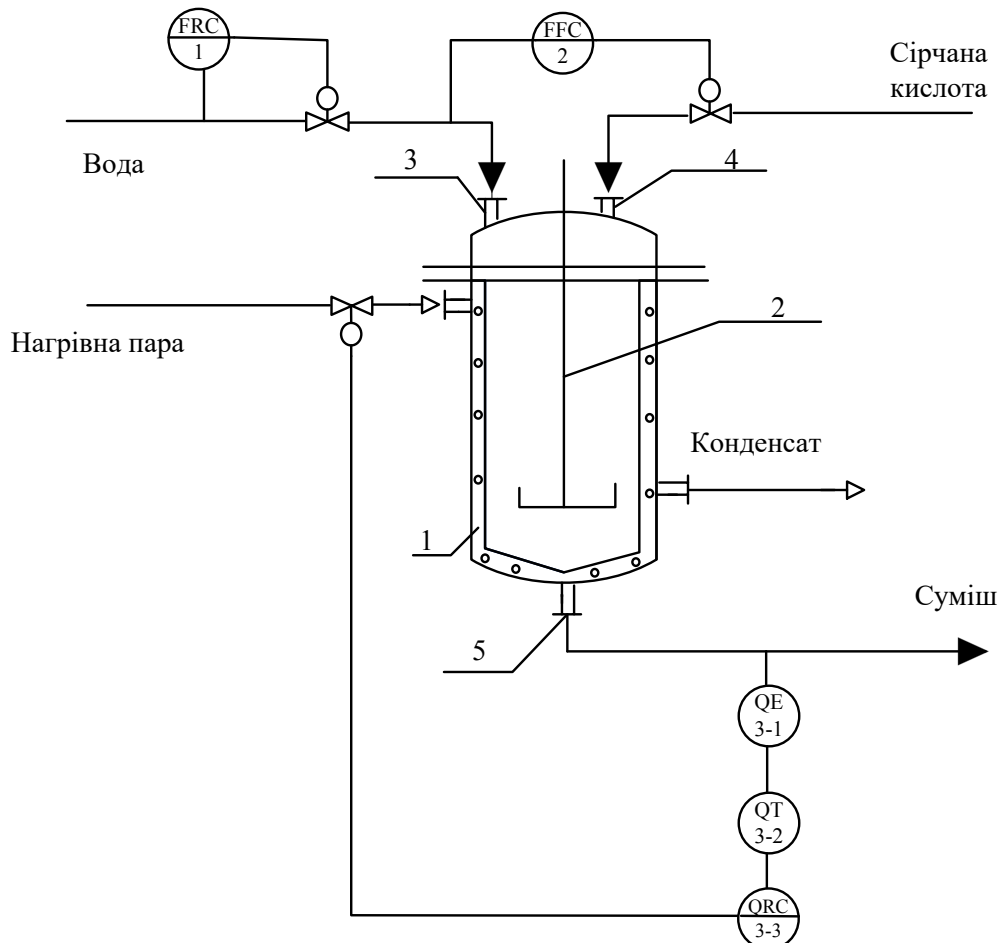 FRC
1
FFC
2
Сірчана
кислота
Вода
3
4
Нагрівна пара
2
Конденсат
1
Суміш
5
QE
3-1
QT
3-2
QRC
3-3